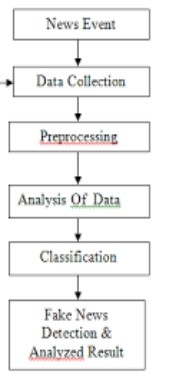 News Event
Data Collection
Preprocessing
Analysis Of Data
Classification
Fake News
Detection &
Analyzed Result